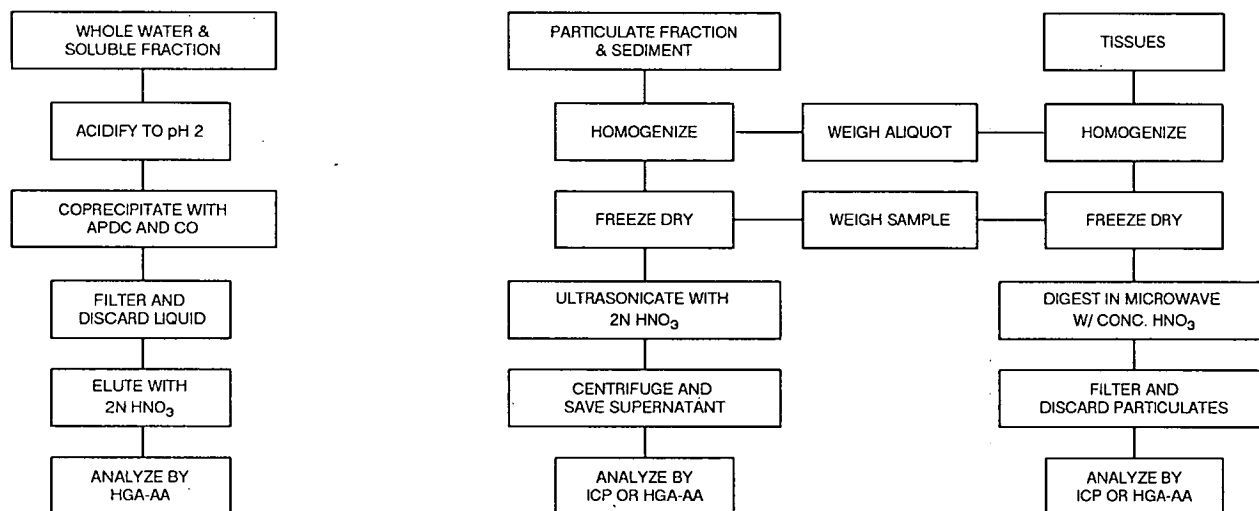 WHOLE WATER &
SOLUBLE FRACTION
ACIDIFY TO pH 2
COPRECIPITATE WITH
APDC AND CO
FILTER AND
DISCARD LIQUID
ELUTE WITH
2N HNO₃
ANALYZE BY
HGA-AA
PARTICULATE FRACTION
& SEDIMENT
HOMOGENIZE
FREEZE DRY
ULTRASONICATE WITH
2N HNO₃
CENTRIFUGE AND
SAVE SUPERNATANT
ANALYZE BY
ICP OR HGA-AA
WEIGH ALIQUOT
WEIGH SAMPLE
TISSUES
HOMOGENIZE
FREEZE DRY
DIGEST IN MICROWAVE
W/ CONC. HNO₃
FILTER AND
DISCARD PARTICULATES
ANALYZE BY
ICP OR HGA-AA